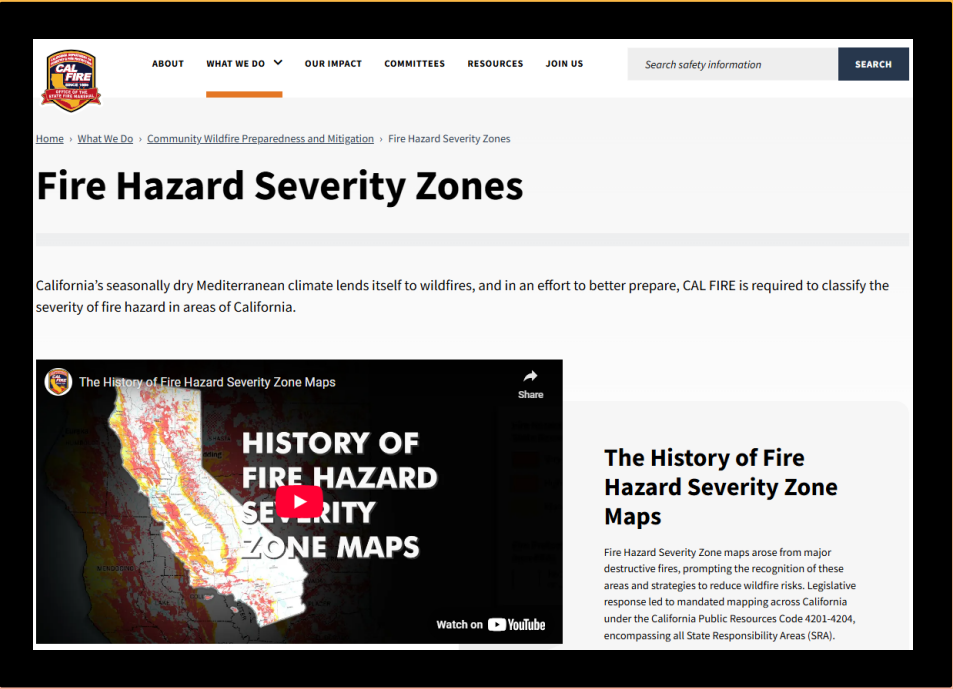 CAL
FIRE
SINCE 1885
OFFICE OF THE
STATE FIRE MARSHAL
ABOUT
WHAT WE DO
OUR IMPACT
COMMITTEES
RESOURCES
JOIN US
Search safety information
SEARCH
Home › What We Do › Community Wildfire Preparedness and Mitigation › Fire Hazard Severity Zones
Fire Hazard Severity Zones
California’s seasonally dry Mediterranean climate lends itself to wildfires, and in an effort to better prepare, CAL FIRE is required to classify the
severity of fire hazard in areas of California.
The History of Fire Hazard Severity Zone Maps
Share
HISTORY OF
FIRE HAZARD
SEVERITY
ZONE MAPS
Watch on YouTube
The History of Fire
Hazard Severity Zone
Maps
Fire Hazard Severity Zone maps arose from major
destructive fires, prompting the recognition of these
areas and strategies to reduce wildfire risks. Legislative
response led to mandated mapping across California
under the California Public Resources Code 4201-4204,
encompassing all State Responsibility Areas (SRA).